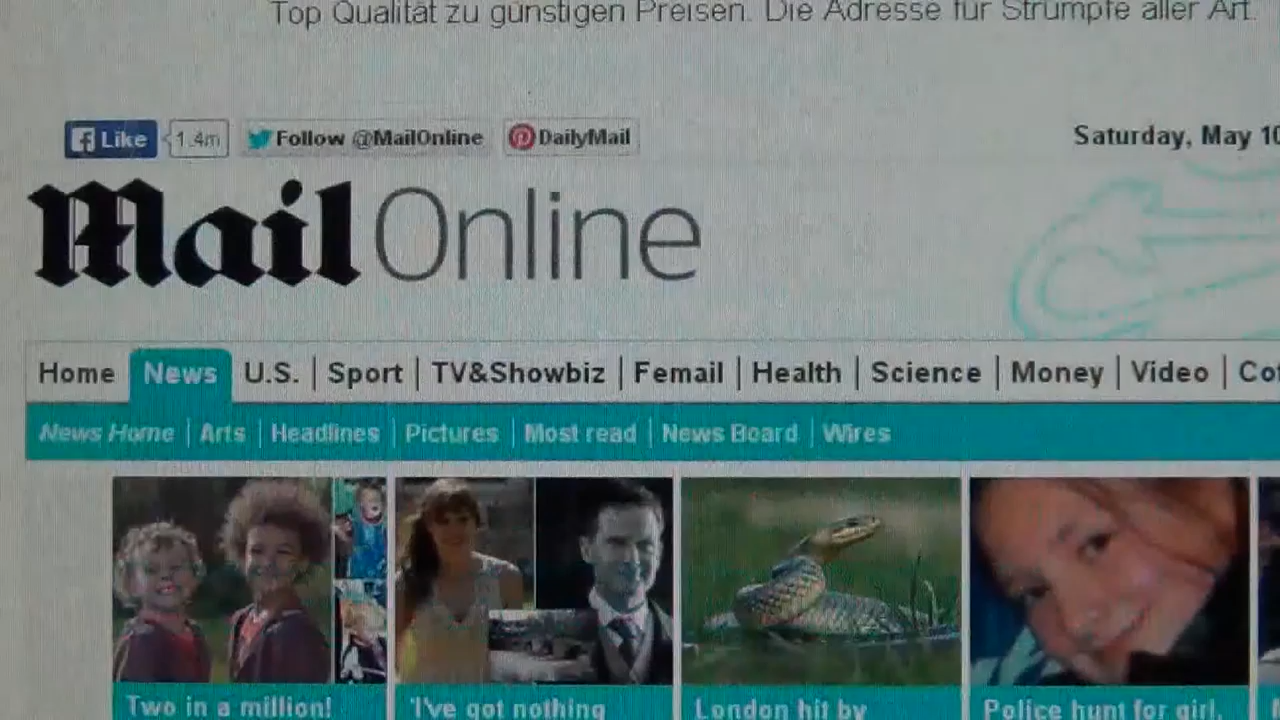 Top Qualität zu günstigen Preisen. Die Adresse für Strümpfe aller Art.
Like 1.4m Follow @MailOnline DailyMail Saturday, May 10
Mail Online
Home News U.S. Sport TV&Showbiz Femail Health Science Money Video
News Home Arts Headlines Pictures Most read News Board Wires
Two in a million! 'I've got nothing London hit by Police hunt for girl,